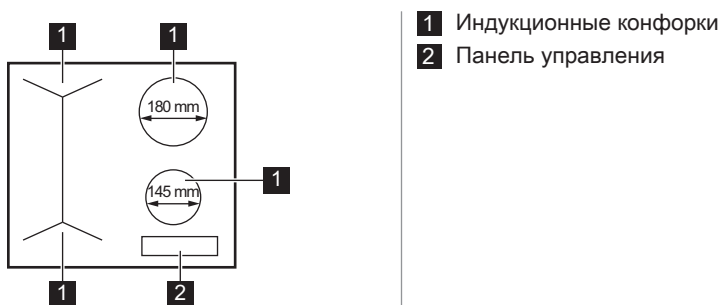 1 1
180 mm
145 mm
1
1 2
1 Индукционные конфорки
2 Панель управления